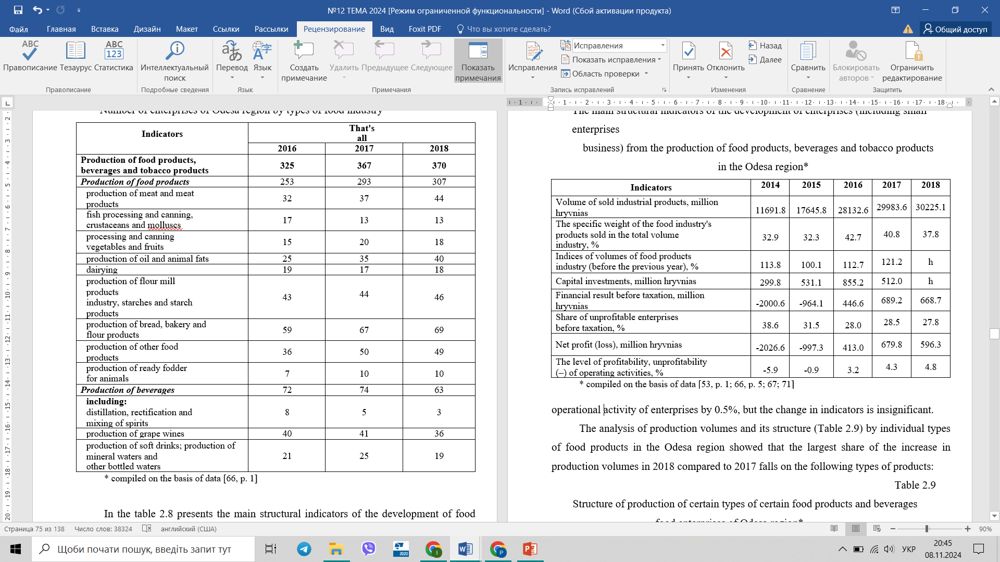 №12 ТЕМА 2024 [Режим ограниченной функциональности] - Word (Сбой активации продукта)
Файл Главная Вставка Дизайн Макет Ссылки Рассылки Рецензирование Вид Foxit PDF Что вы хотите сделать? Общий доступ
ABC
Правописание
Тезаурус
ABC
123
Статистика
Правописание
Интеллектуальный
поиск
Подробные сведения
Перевод
Язык
Язык
Создать
примечание
Удалить
Предыдущее
Следующее
Показать
примечания
Примечания
Исправления
Исправления
Показать исправления
Область проверки
Запись исправлений
Принять
Отклонить
Назад
Далее
Изменения
Сравнить
Сравнение
Блокировать
авторов
Ограничить
редактирование
Защитить
Number of enterprises of Odesa region by types of food industry
Indicators
That's
all
2016 2017 2018
Production of food products,
beverages and tobacco products 325 367 370
Production of food products 253 293 307
production of meat and meat
products 32 37 44
fish processing and canning,
crustaceans and molluscs 17 13 13
processing and canning
vegetables and fruits 15 20 18
production of oil and animal fats 25 35 40
dairying 19 17 18
production of flour mill
products
industry, starches and starch
products 43 44 46
production of bread, bakery and
flour products 59 67 69
production of other food
products 36 50 49
production of ready fodder
for animals 7 10 10
Production of beverages 72 74 63
including:
distillation, rectification and
mixing of spirits 8 5 3
production of grape wines 40 41 36
production of soft drinks; production of
mineral waters and
other bottled waters 21 25 19
* compiled on the basis of data [66, p. 1]
In the table 2.8 presents the main structural indicators of the development of food
The main structural indicators of the development of enterprises (including small
enterprises
business) from the production of food products, beverages and tobacco products
in the Odesa region*
Indicators 2014 2015 2016 2017 2018
Volume of sold industrial products, million
hryvnias 11691.8 17645.8 28132.6 29983.6 30225.1
The specific weight of the food industry's
products sold in the total volume
industry, % 32.9 32.3 42.7 40.8 37.8
Indices of volumes of food products
industry (before the previous year), % 113.8 100.1 112.7 121.2 h
Capital investments, million hryvnias 299.8 531.1 855.2 512.0 h
Financial result before taxation, million
hryvnias -2000.6 -964.1 446.6 689.2 668.7
Share of unprofitable enterprises
before taxation, % 38.6 31.5 28.0 28.5 27.8
Net profit (loss), million hryvnias -2026.6 -997.3 413.0 679.8 596.3
The level of profitability, unprofitability
(–) of operating activities, % -5.9 -0.9 3.2 4.3 4.8
* compiled on the basis of data [53, p. 1; 66, p. 5; 67; 71]
operational activity of enterprises by 0.5%, but the change in indicators is insignificant.
The analysis of production volumes and its structure (Table 2.9) by individual types
of food products in the Odesa region showed that the largest share of the increase in
production volumes in 2018 compared to 2017 falls on the following types of products:
Table 2.9
Structure of production of certain types of certain food products and beverages
food enterprises of Odesa region*
Страница 75 из 138 Число слов: 38324 английский (США) 90%
Щоби почати пошук, введіть запит тут
2020
УКР
20:45
08.11.2024